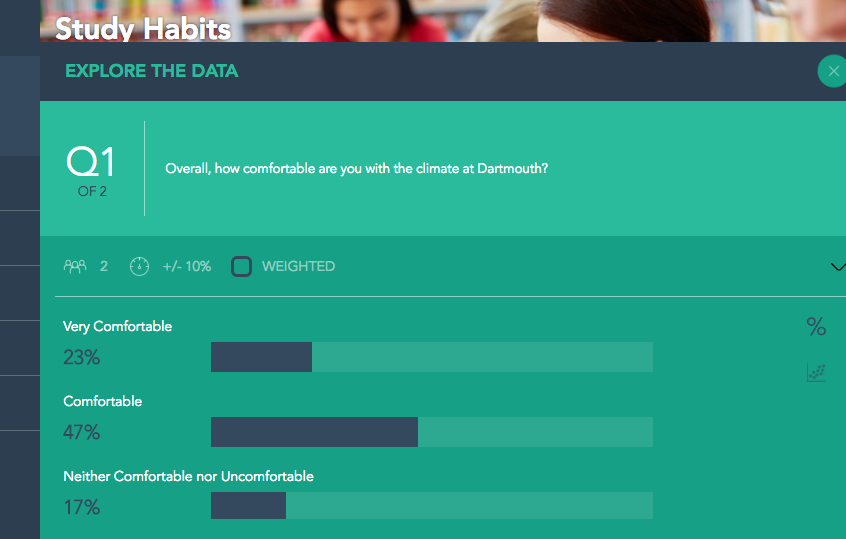 Study Habits
EXPLORE THE DATA
Q1
OF 2
Overall, how comfortable are you with the climate at Dartmouth?
2 +/- 10% WEIGHTED
Very Comfortable
%
23%
Comfortable
47%
Neither Comfortable nor Uncomfortable
17%